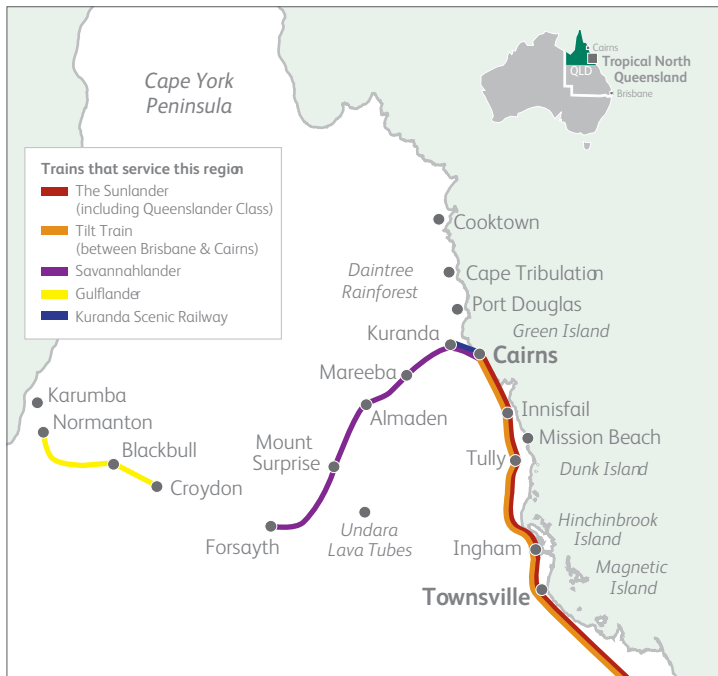 Cairns
Tropical North
Queensland
QLD
Brisbane
Cape York
Peninsula
Trains that service this region
The Sunlander
(including Queenslander Class)
Tilt Train
(between Brisbane & Cairns)
Savannahlander
Gulflander
Kuranda Scenic Railway
Cooktown
Daintree
Rainforest
Cape Tribulation
Port Douglas
Green Island
Kuranda
Cairns
Mareeba
Karumba
Almaden
Innisfail
Normanton
Mission Beach
Blackbull
Mount
Surprise
Tully
Dunk Island
Croydon
Hinchinbrook
Island
Undara
Lava Tubes
Forsayth
Ingham
Magnetic
Island
Townsville